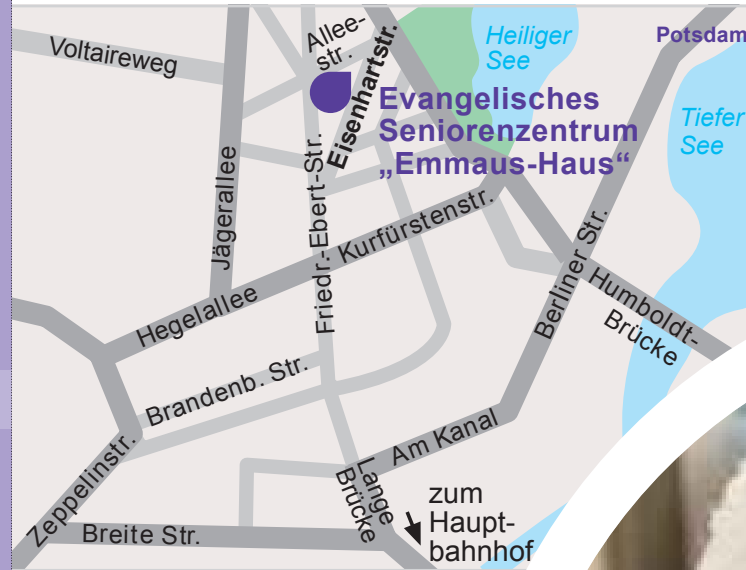 Voltaireweg
Allee-
str.
Eisenhartstr.
Heiliger
See
Potsdam
Tiefer
See
Evangelisches
Seniorenzentrum
„Emmaus-Haus“
Jägerallee
Friedr.-Ebert-Str.
Kurfürstenstr.
Hegelallee
Berliner Str.
Humboldt-
Brücke
Brandenb. Str.
Am Kanal
Zeppelinstr.
Lange
Brücke
Breite Str.
zum
Haupt-
bahnhof